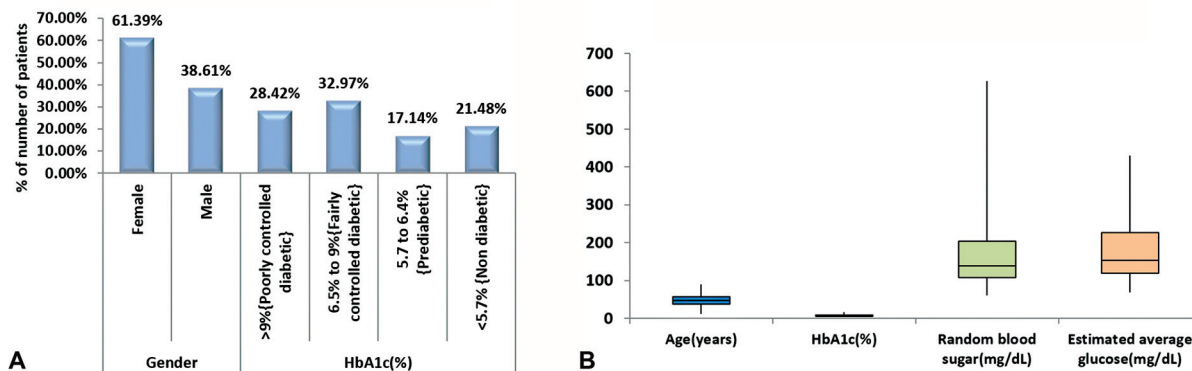 70.00%
60.00%
50.00%
40.00%
30.00%
20.00%
10.00%
0.00%
% of number of patients
61.39%
38.61%
28.42%
32.97%
17.14%
21.48%
Female
Male
>9%{Poorly controlled
diabetic}
6.5% to 9%{Fairly
controlled diabetic}
5.7 to 6.4%
{Prediabetic}
<5.7% {Non diabetic}
Gender
HbA1c(%)
A
700
600
500
400
300
200
100
0
Age(years)
HbA1c(%)
Random blood
sugar(mg/dL)
Estimated average
glucose(mg/dL)
B